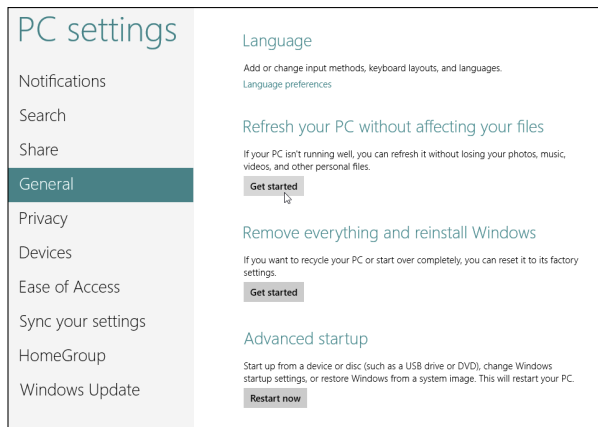 PC settings
Notifications
Search
Share
General
Privacy
Devices
Ease of Access
Sync your settings
HomeGroup
Windows Update
Language
Add or change input methods, keyboard layouts, and languages.
Language preferences
Refresh your PC without affecting your files
If your PC isn't running well, you can refresh it without losing your photos, music,
videos, and other personal files.
Get started
Remove everything and reinstall Windows
If you want to recycle your PC or start over completely, you can reset it to its factory
settings.
Get started
Advanced startup
Start up from a device or disc (such as a USB drive or DVD), change Windows
startup settings, or restore Windows from a system image. This will restart your PC.
Restart now